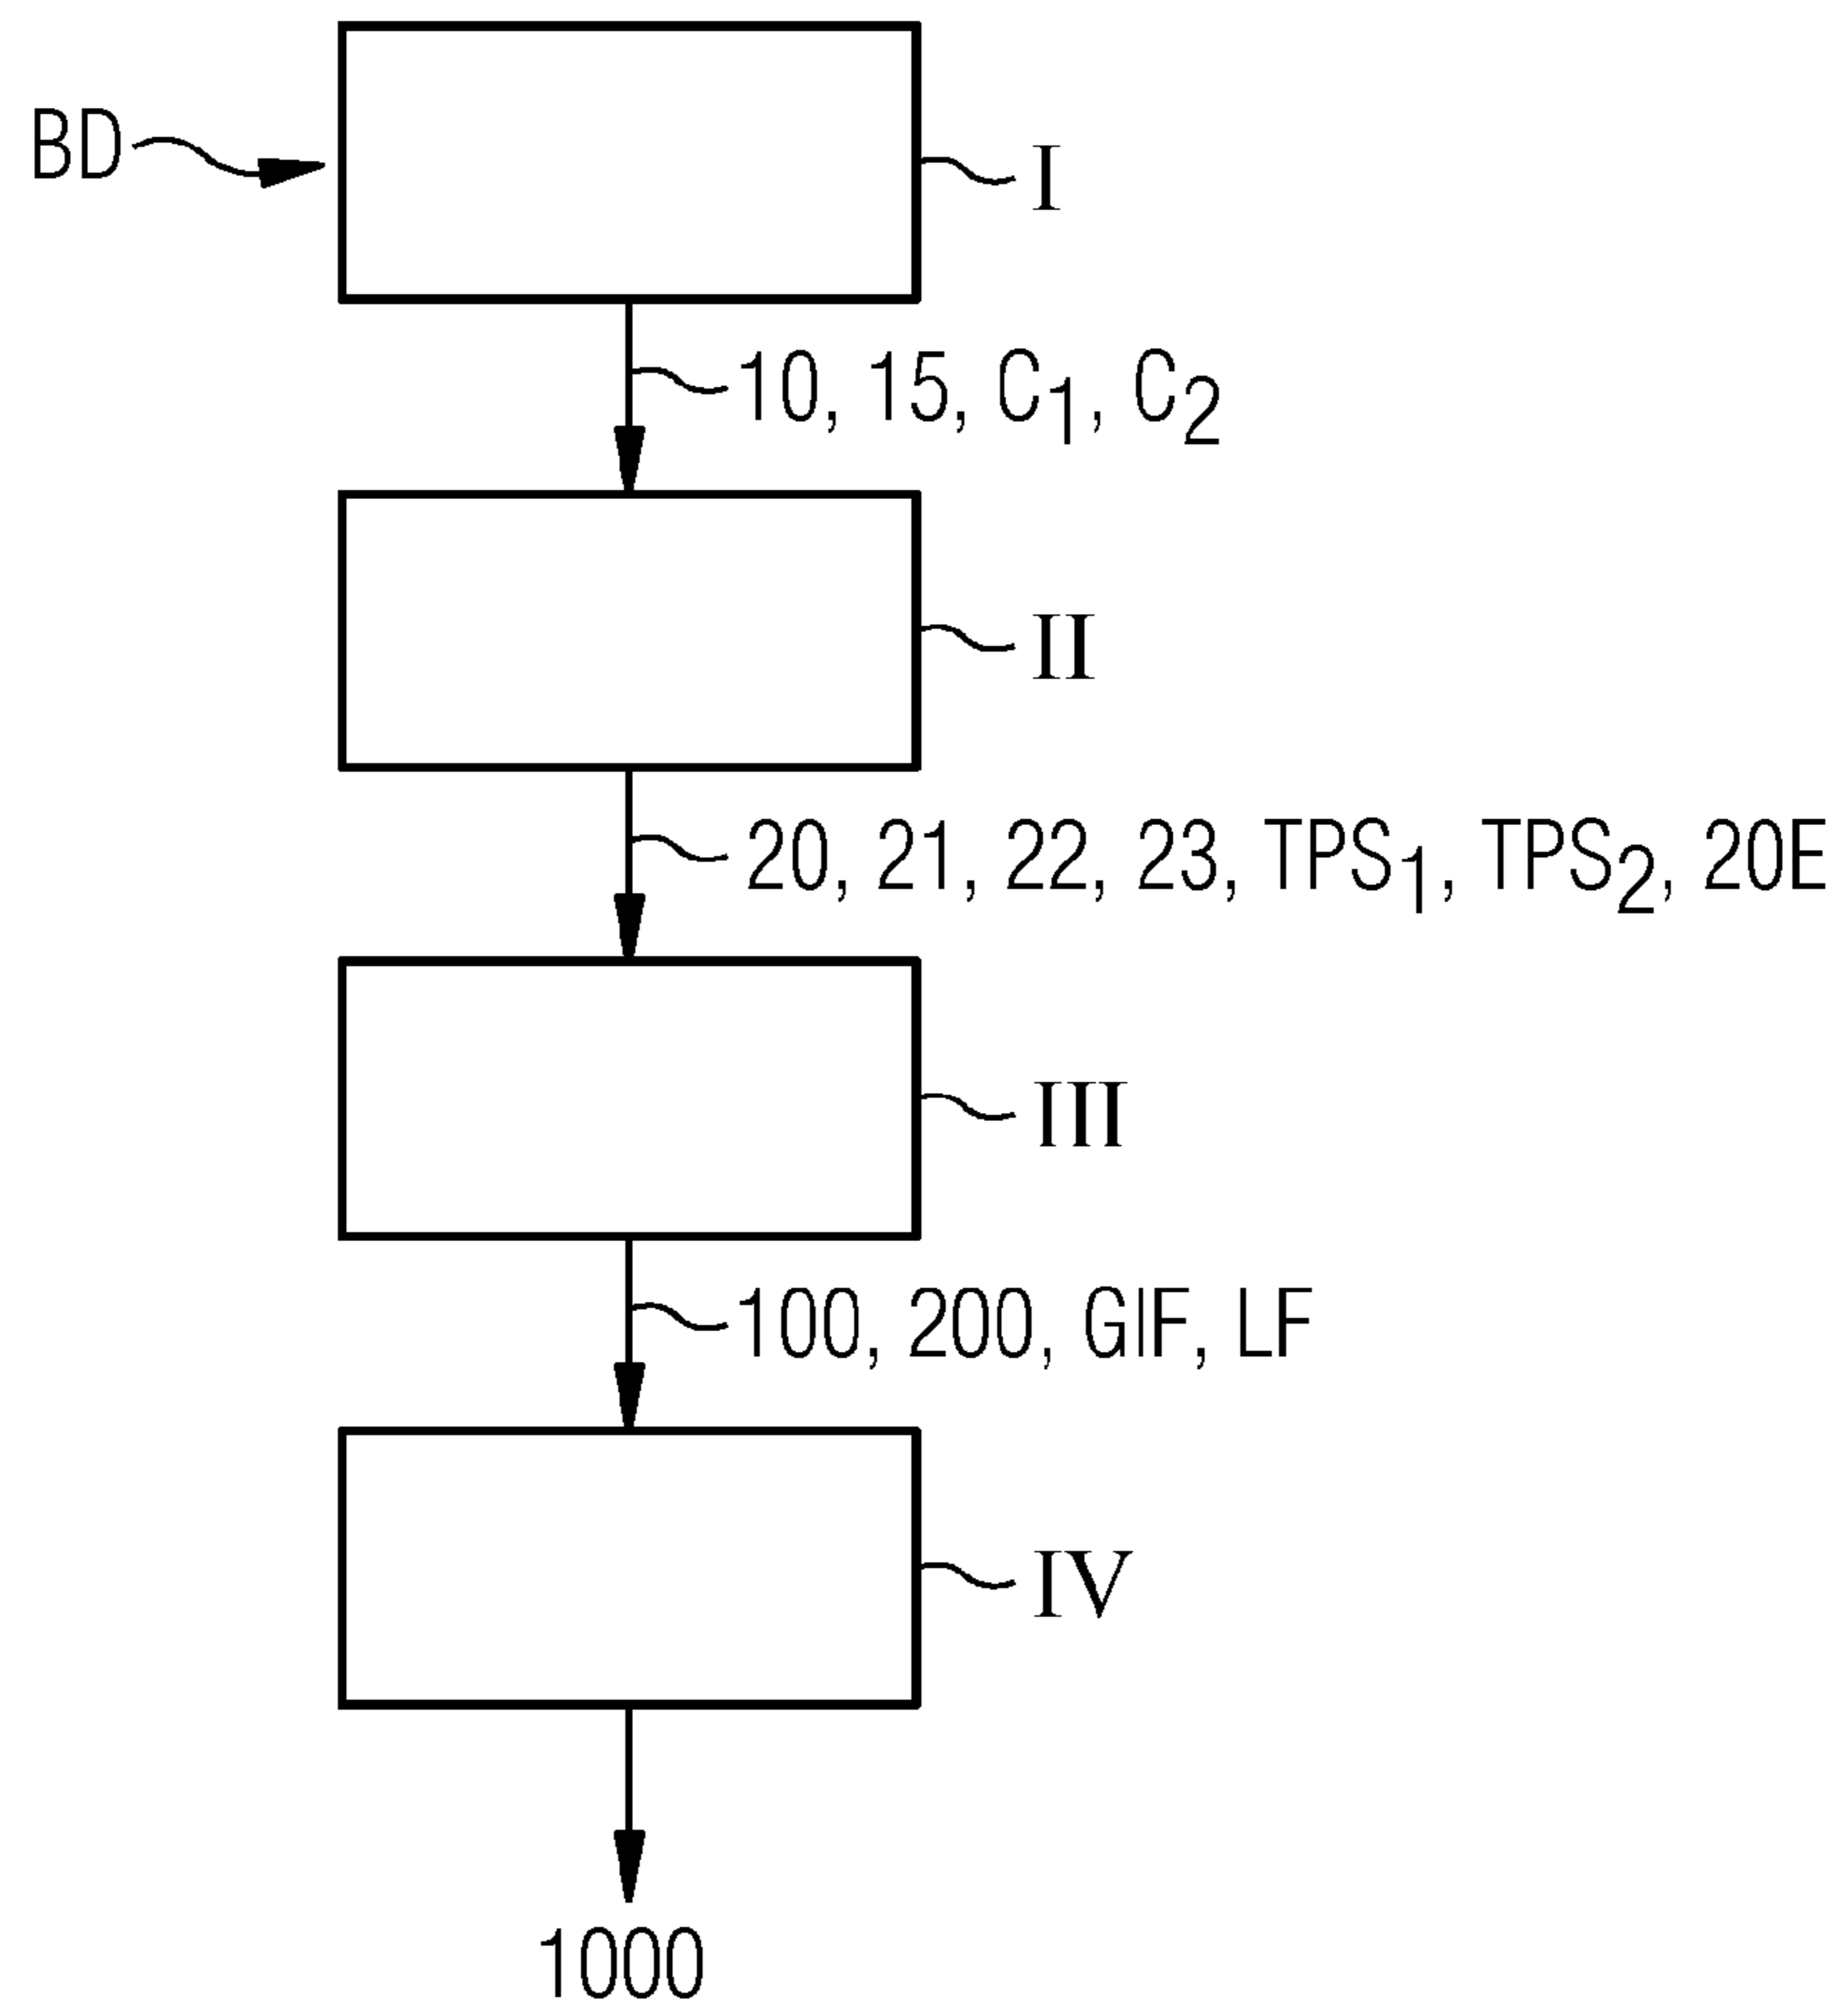 BD
I
10, 15, C1, C2
II
20, 21, 22, 23, TPS1, TPS2, 20E
III
100, 200, GIF, LF
IV
1000